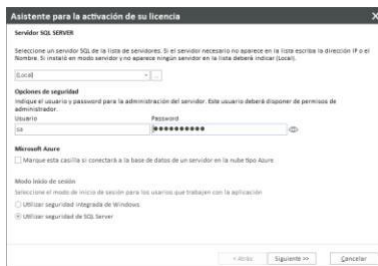 Asistente para la activación de su licencia
Servidor SQL SERVER
Seleccione un servidor SQL de la lista de servidores. Si el servidor necesario no aparece en la lista escriba la dirección IP o el
Nombre. Si instaló en modo servidor y no aparece ningún servidor en la lista deberá indicar (Local).
(Local)
...
Opciones de seguridad
Indique el usuario y password para la administración del servidor. Este usuario deberá disponer de permisos de
administrador.
Usuario Password
sa ●●●●●●●●●●
Microsoft Azure
Marque esta casilla si conectará a la base de datos de un servidor en la nube tipo Azure
Modo inicio de sesión
Seleccione el modo de inicio de sesión para los usuarios que trabajen con la aplicación
Utilizar seguridad integrada de Windows
Utilizar seguridad de SQL Server
< Atrás Siguiente >> Cancelar